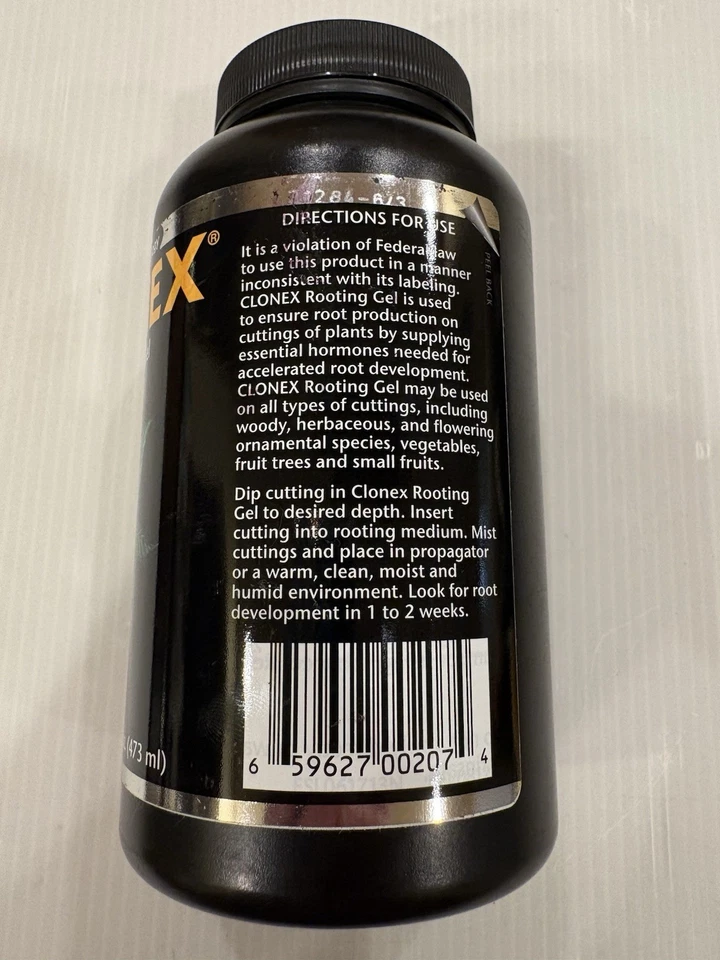 DIRECTIONS FOR USE
It is a violation of Federal law
to use this product in a manner
inconsistent with its labeling.
CLONEX Rooting Gel is used
to ensure root production on
cuttings of plants by supplying
essential hormones needed for
accelerated root development.
CLONEX Rooting Gel may be used
on all types of cuttings, including
woody, herbaceous, and flowering
ornamental species, vegetables,
fruit trees and small fruits.
Dip cutting in Clonex Rooting
Gel to desired depth. Insert
cutting into rooting medium. Mist
cuttings and place in propagator
or a warm, clean, moist and
humid environment. Look for root
development in 1 to 2 weeks.
6 59627 00207 4
PEEL BACK
EX®
(473 ml)